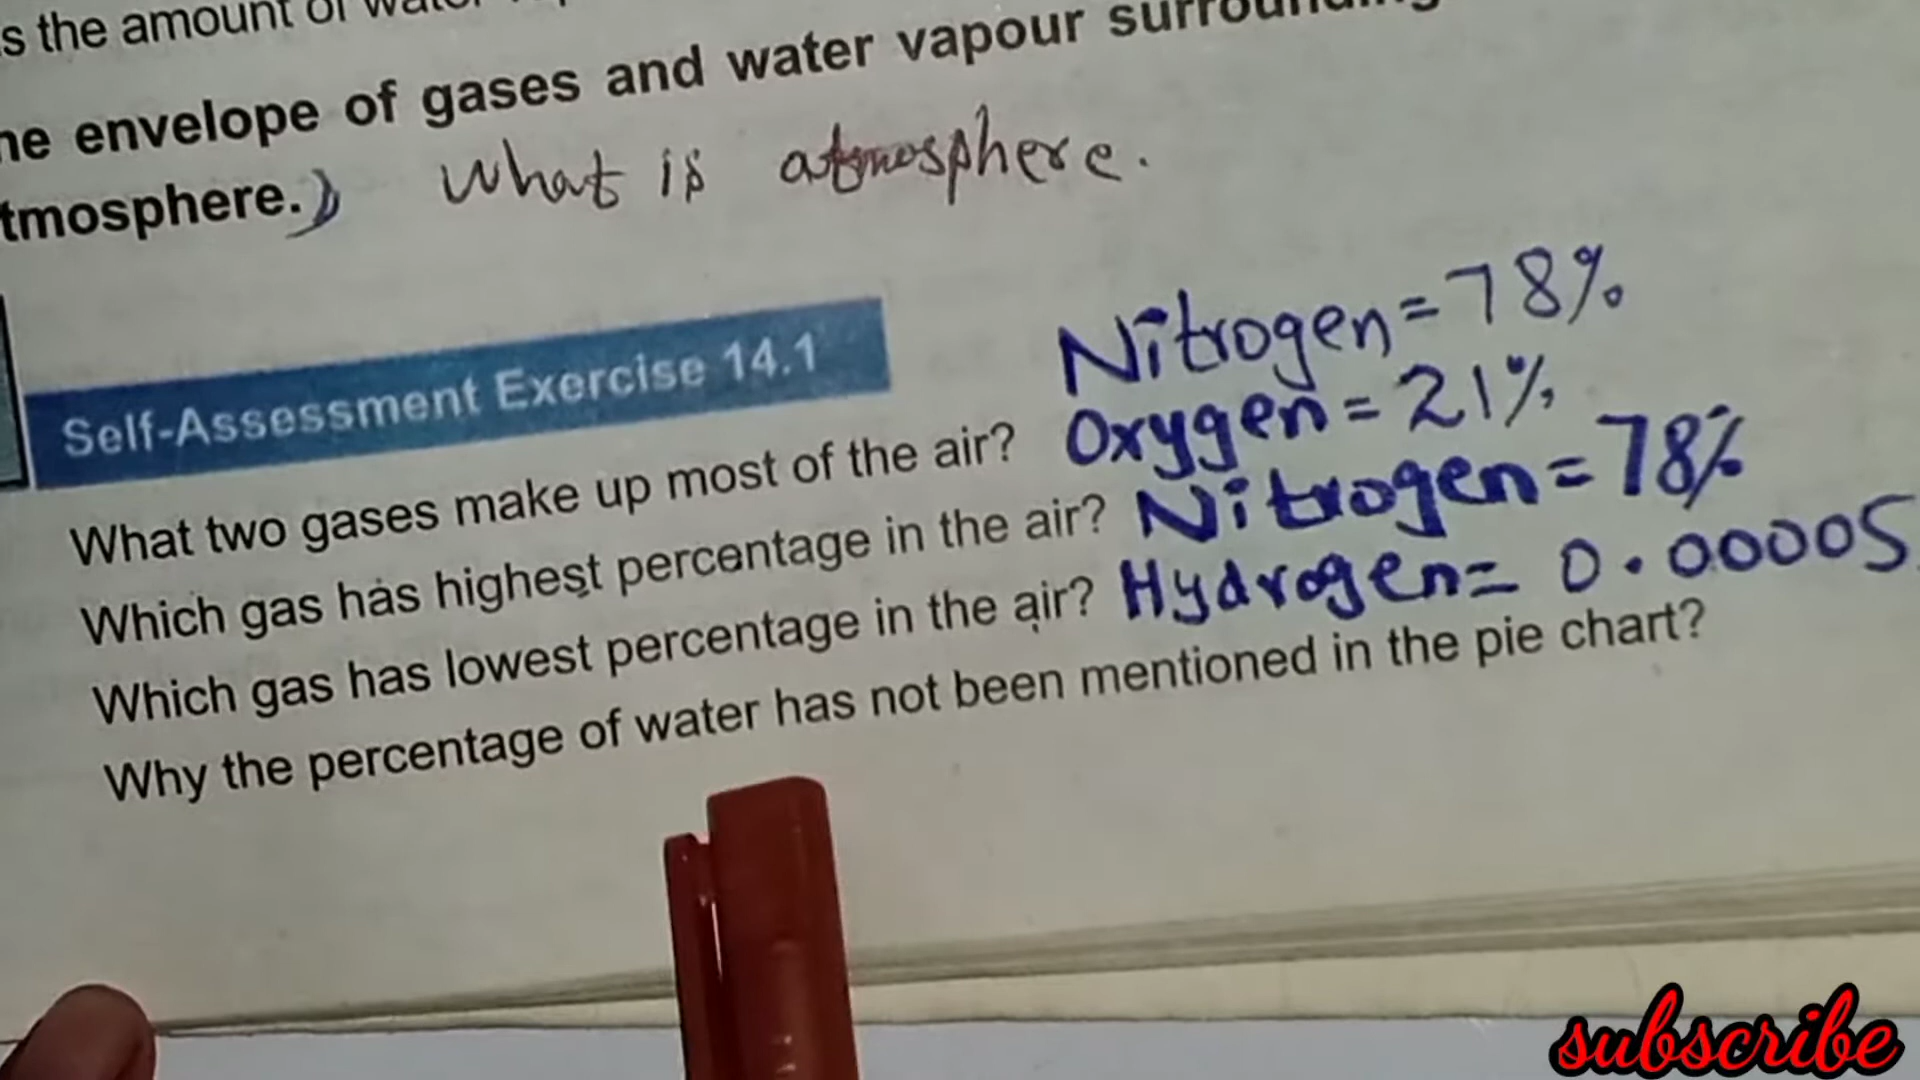 s the amount of water
he envelope of gases and water vapour surrounding
tmosphere.) What is atmosphere.
Self-Assessment Exercise 14.1
Nitrogen = 78%
What two gases make up most of the air? Oxygen = 21%
Which gas has highest percentage in the air? Nitrogen = 78%
Which gas has lowest percentage in the air? Hydrogen = 0.00005
Why the percentage of water has not been mentioned in the pie chart?
subscribe